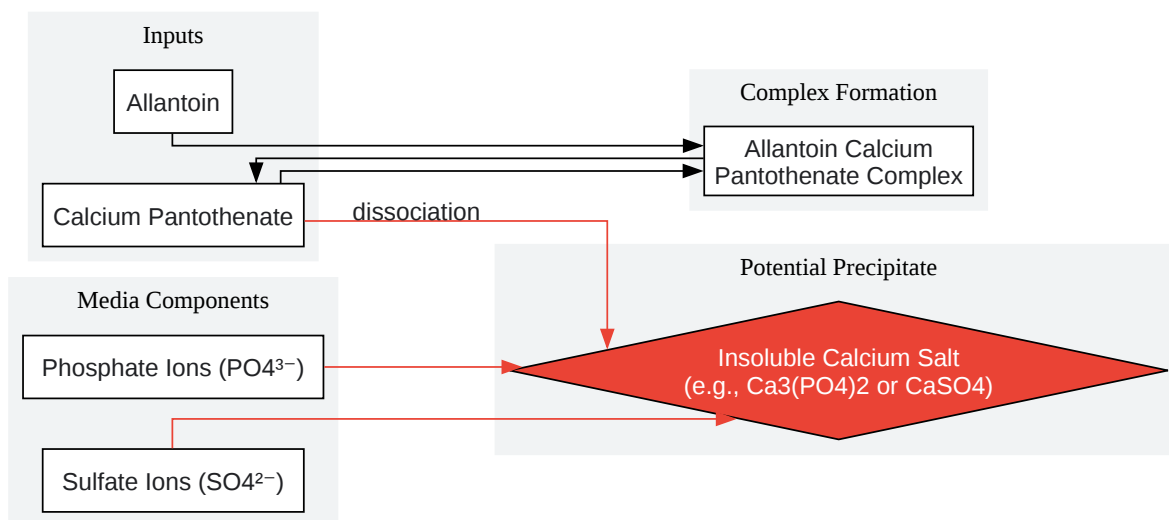 Inputs
Allantoin
Calcium Pantothenate
dissociation
Complex Formation
Allantoin Calcium
Pantothenate Complex
Media Components
Phosphate Ions (PO4³⁻)
Sulfate Ions (SO4²⁻)
Potential Precipitate
Insoluble Calcium Salt
(e.g., Ca3(PO4)2 or CaSO4)